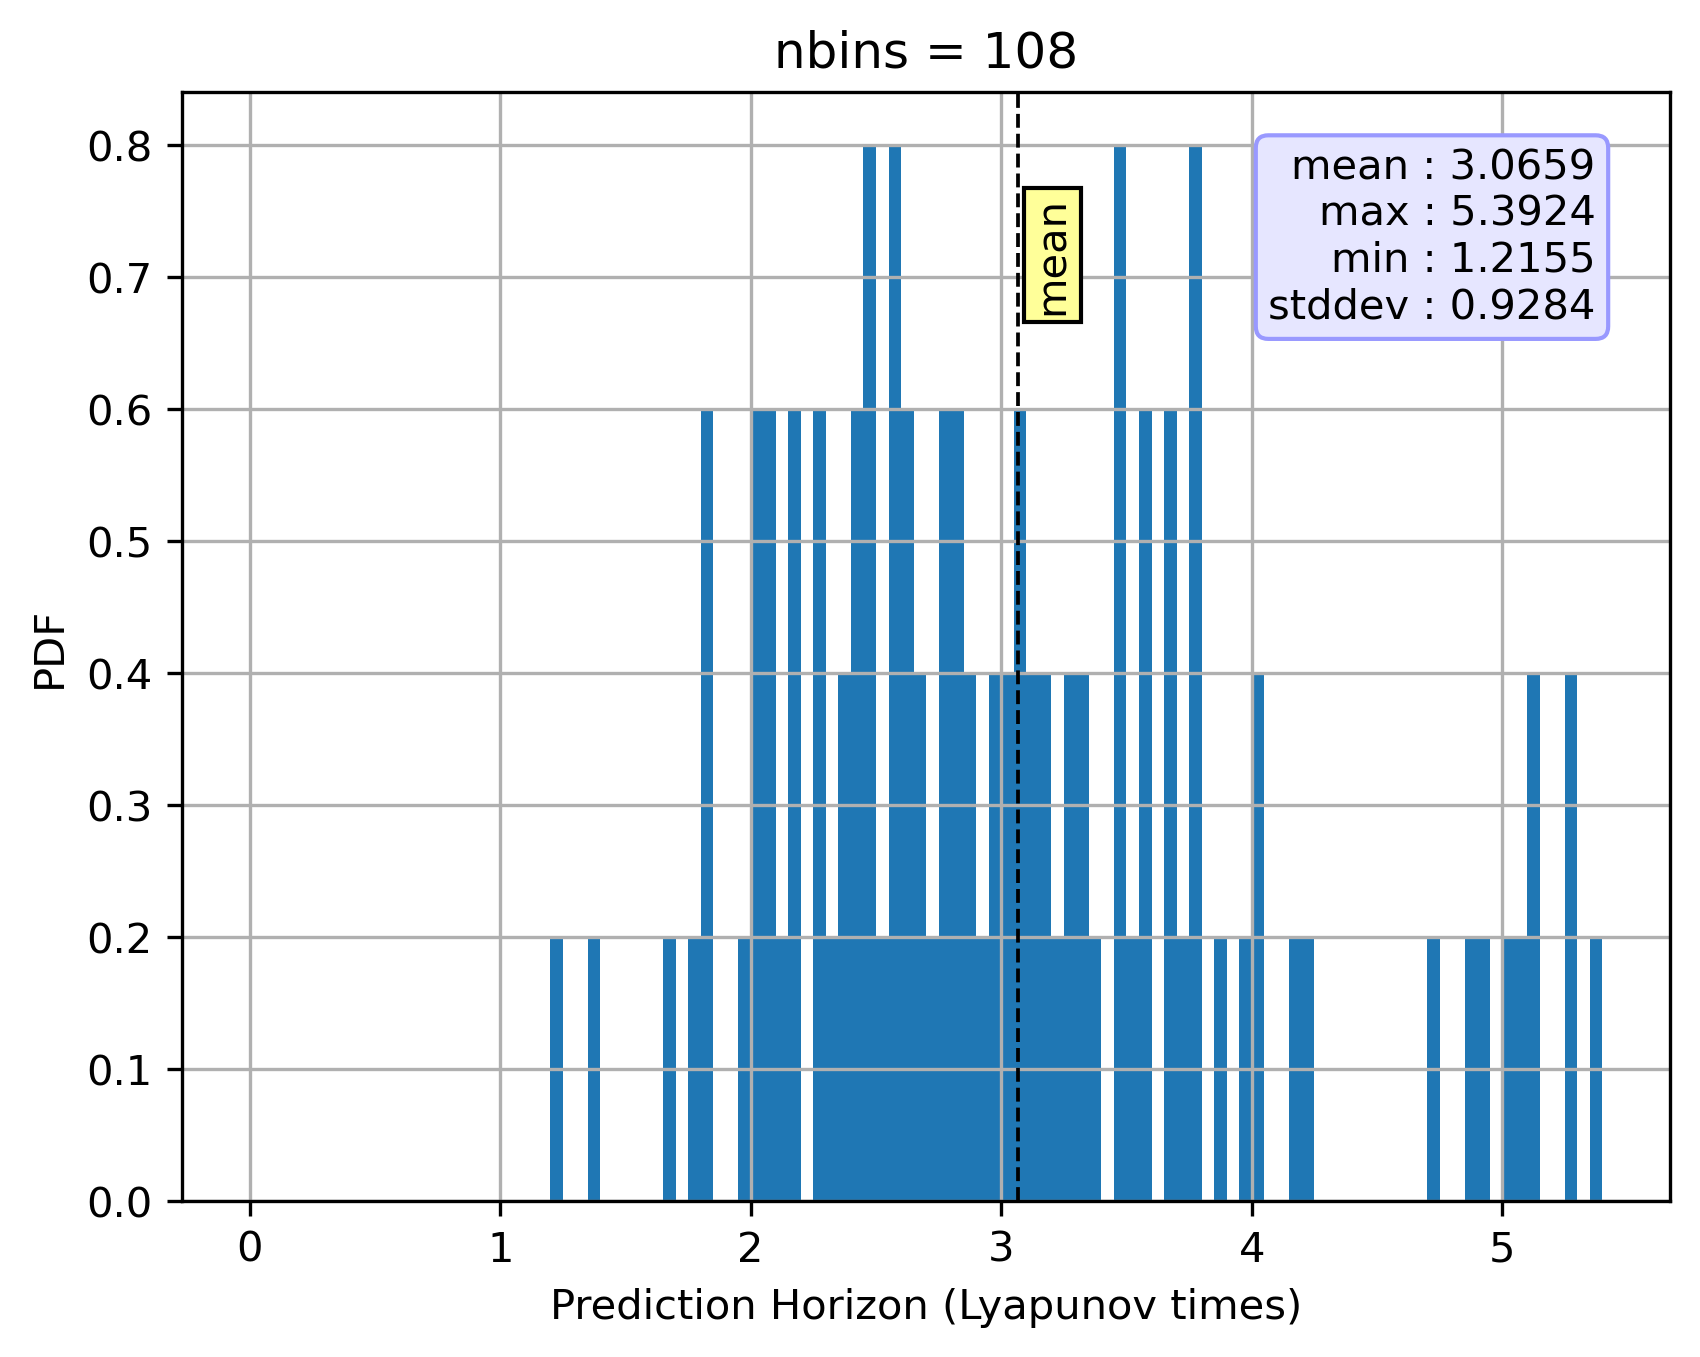 nbins = 108
0.8
0.7
0.6
0.5
0.4
0.3
0.2
0.1
0.0
PDF
mean
mean : 3.0659
max : 5.3924
min : 1.2155
stddev : 0.9284
0 1 2 3 4 5
Prediction Horizon (Lyapunov times)